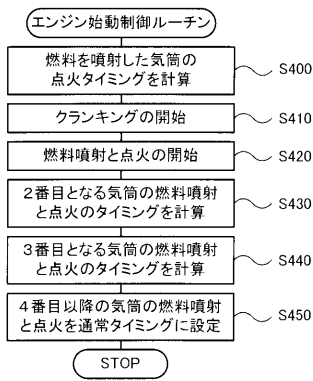 エンジン始動制御ルーチン
燃料を噴射した気筒の
点火タイミングを計算
S400
クランキングの開始
S410
燃料噴射と点火の開始
S420
2番目となる気筒の燃料噴射
と点火のタイミングを計算
S430
3番目となる気筒の燃料噴射
と点火のタイミングを計算
S440
4番目以降の気筒の燃料噴射
と点火を通常タイミングに設定
S450
STOP